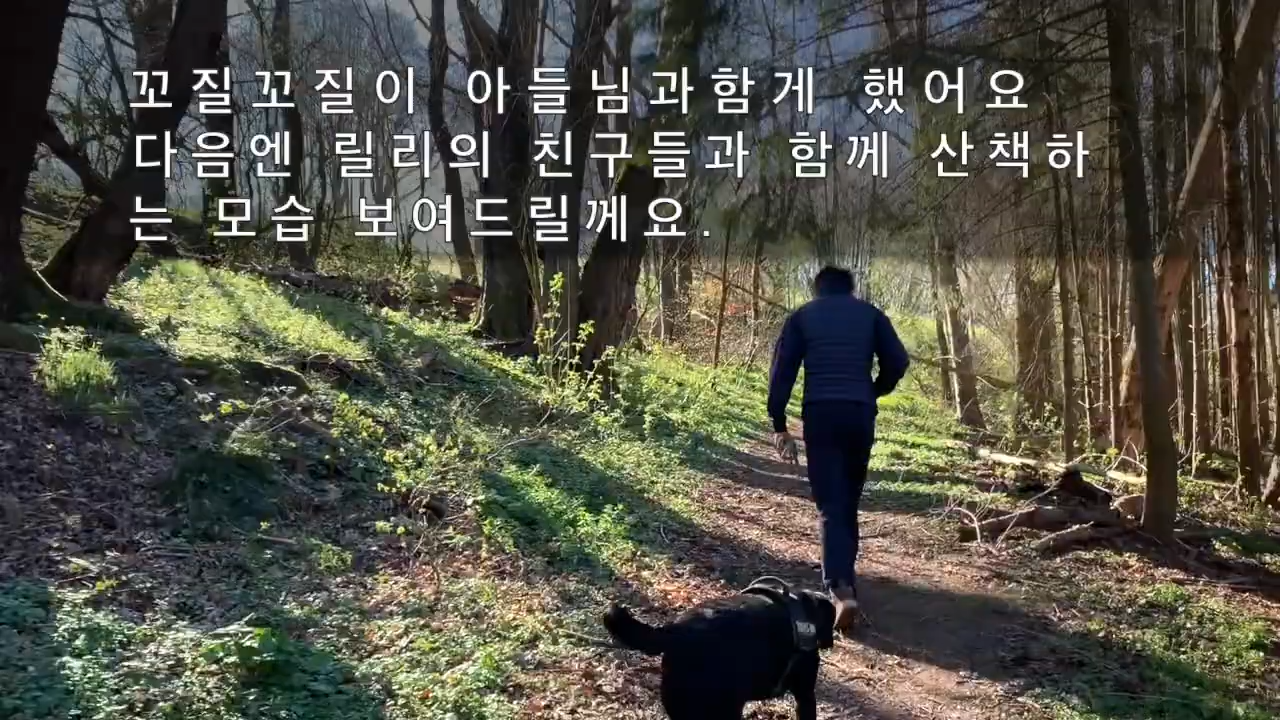 꼬질꼬질이 아들님과함게 했어요
다음엔 릴리의 친구들과 함께 산책하
는 모습 보여드릴께요.